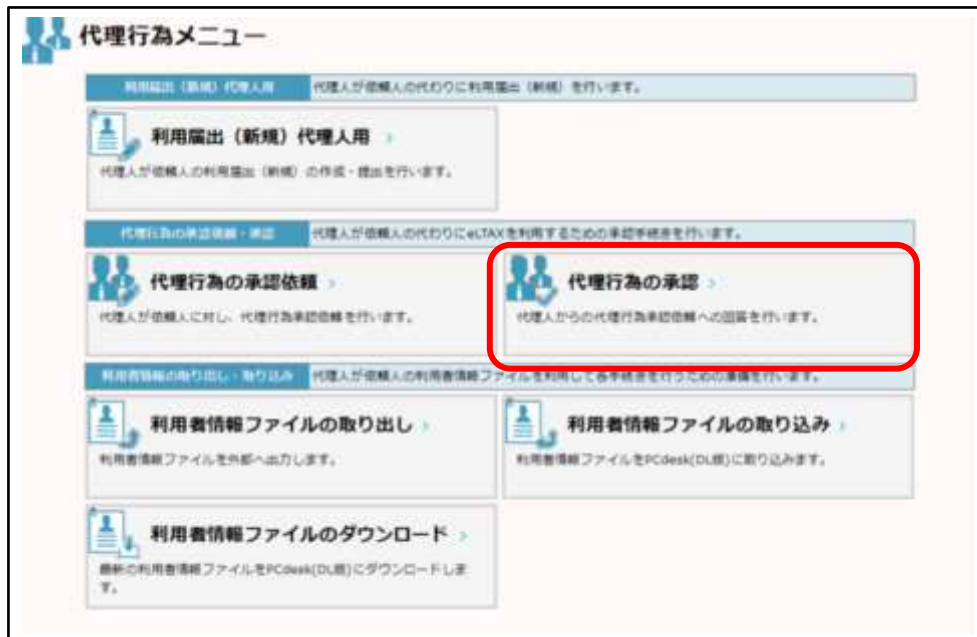 代理行為メニュー
利用届出（新規）代理人用 代理人が依頼人の代わりに利用届出（新規）を行います。
利用届出（新規）代理人用
代理人が依頼人の利用届出（新規）の作成・提出を行います。
代理行為の承認依頼・承認 代理人が依頼人の代わりにeLTAXを利用するための承認手続きを行います。
代理行為の承認依頼
代理人が依頼人に対し、代理行為承認依頼を行います。
代理行為の承認
代理人からの代理行為承認依頼への回答を行います。
利用者情報の取り出し・取り込み 代理人が依頼人の利用者情報ファイルを利用して各手続きを行うための準備を行います。
利用者情報ファイルの取り出し
利用者情報ファイルを外部へ出力します。
利用者情報ファイルの取り込み
利用者情報ファイルをPCdesk(DL版)に取り込みます。
利用者情報ファイルのダウンロード
最新の利用者情報ファイルをPCdesk(DL版)にダウンロードしま
す。